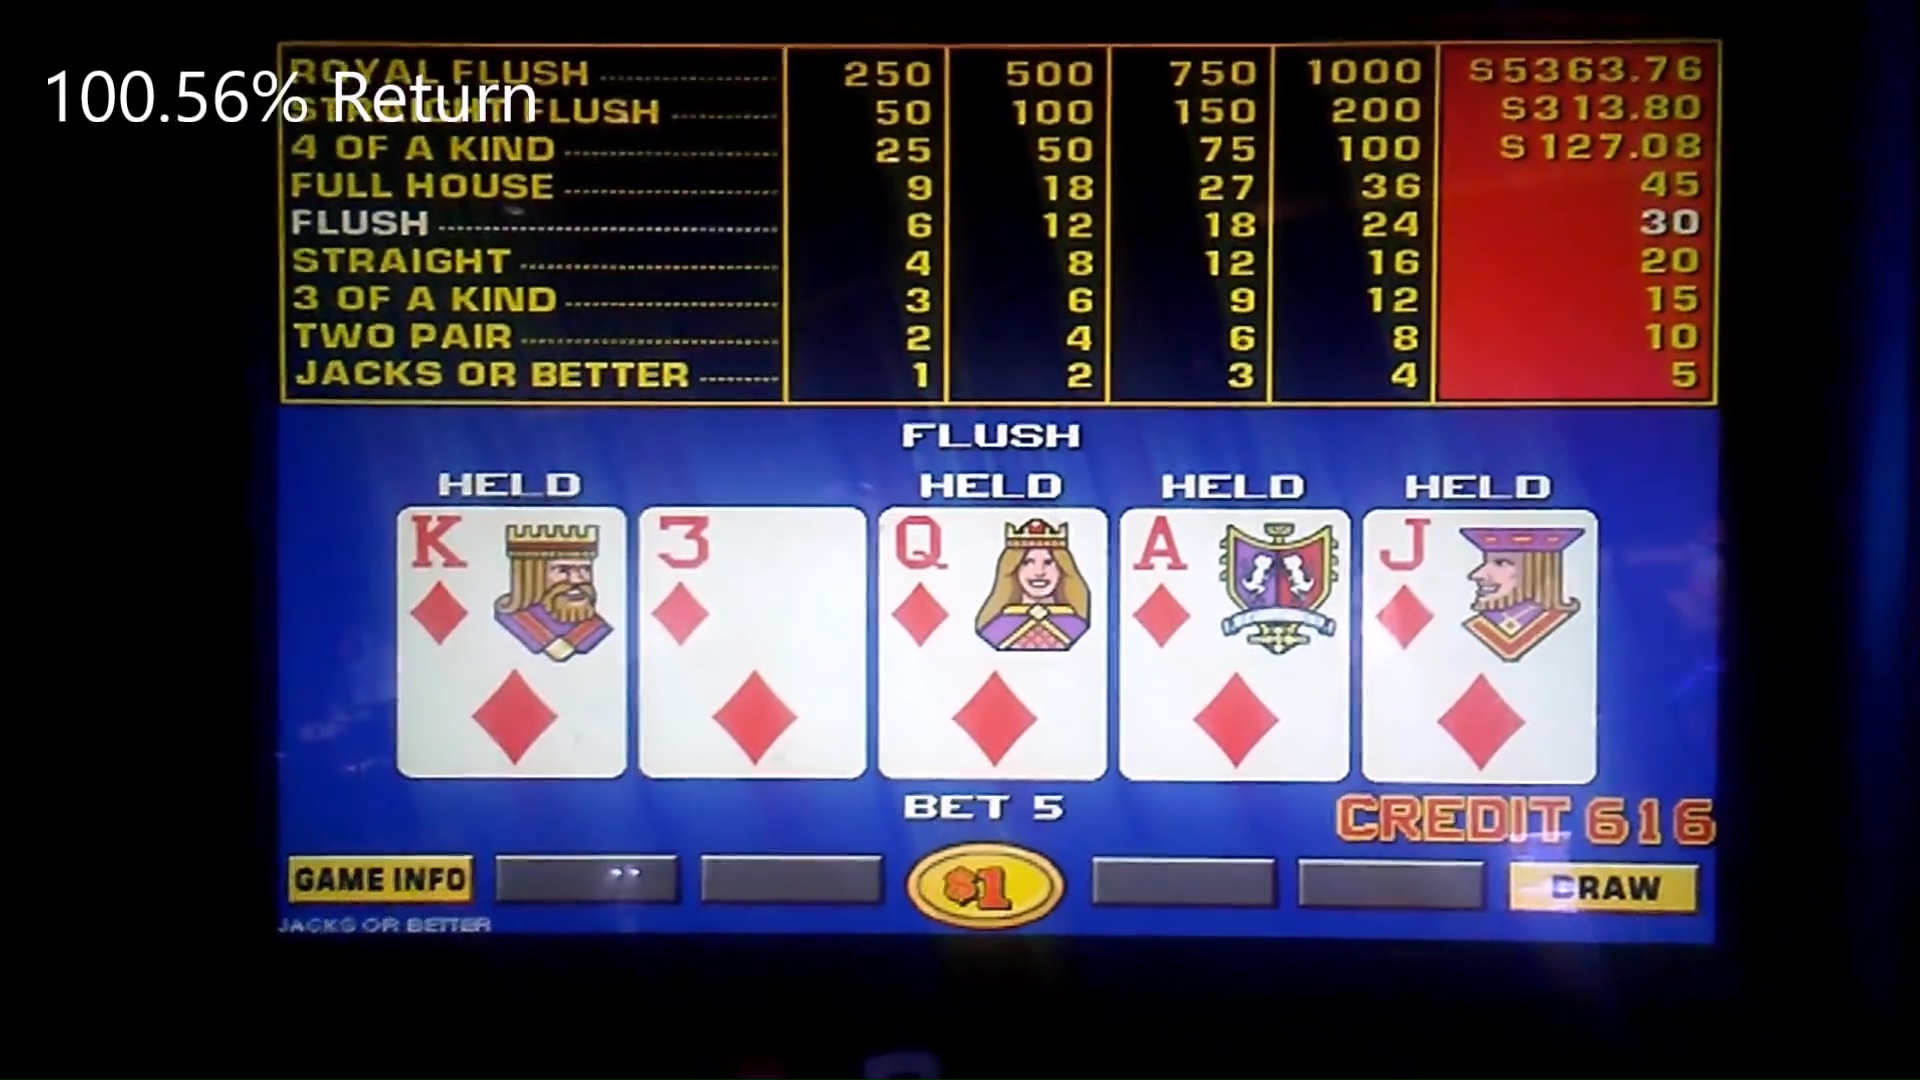 100.56% Return
ROYAL FLUSH 250 500 750 1000 $5363.76
STRAIGHT FLUSH 50 100 150 200 $313.80
4 OF A KIND 25 50 75 100 $127.08
FULL HOUSE 9 18 27 36 45
FLUSH 6 12 18 24 30
STRAIGHT 4 8 12 16 20
3 OF A KIND 3 6 9 12 15
TWO PAIR 2 4 6 8 10
JACKS OR BETTER 1 2 3 4 5
FLUSH
HELD HELD HELD HELD
K 3 Q A J
BET 5
CREDIT 616
GAME INFO $1 DRAW
JACKS OR BETTER